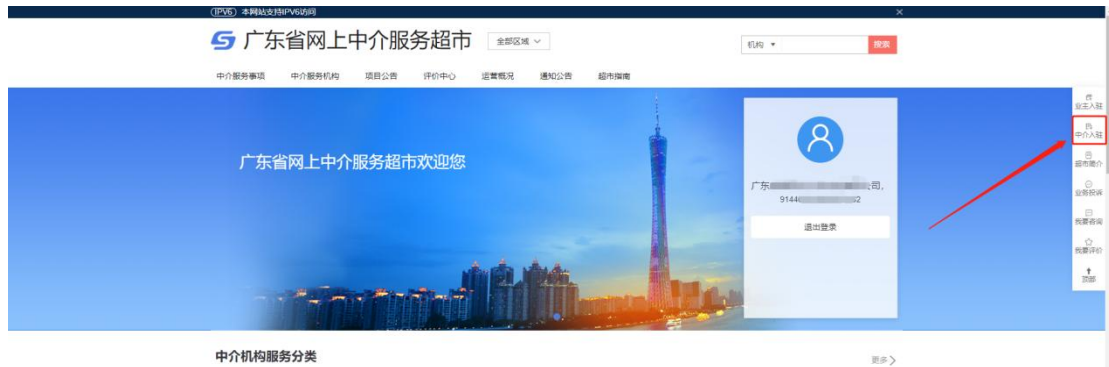 IPV6 本网站支持IPV6访问 ×
广东省网上中介服务超市 全部区域
机构 搜索
中介服务事项 中介服务机构 项目公告 评价中心 运营概况 通知公告 超市指南
广东省网上中介服务超市欢迎您
广东 司,
9144 2
退出登录
业主入驻
中介入驻
超市简介
业务投诉
我要咨询
我要评价
顶部
中介机构服务分类
更多